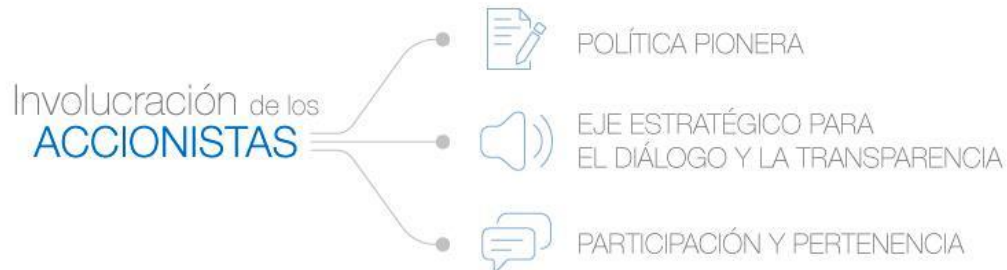 Involucración de los
ACCIONISTAS
POLÍTICA PIONERA
EJE ESTRATÉGICO PARA
EL DIÁLOGO Y LA TRANSPARENCIA
PARTICIPACIÓN Y PERTENENCIA